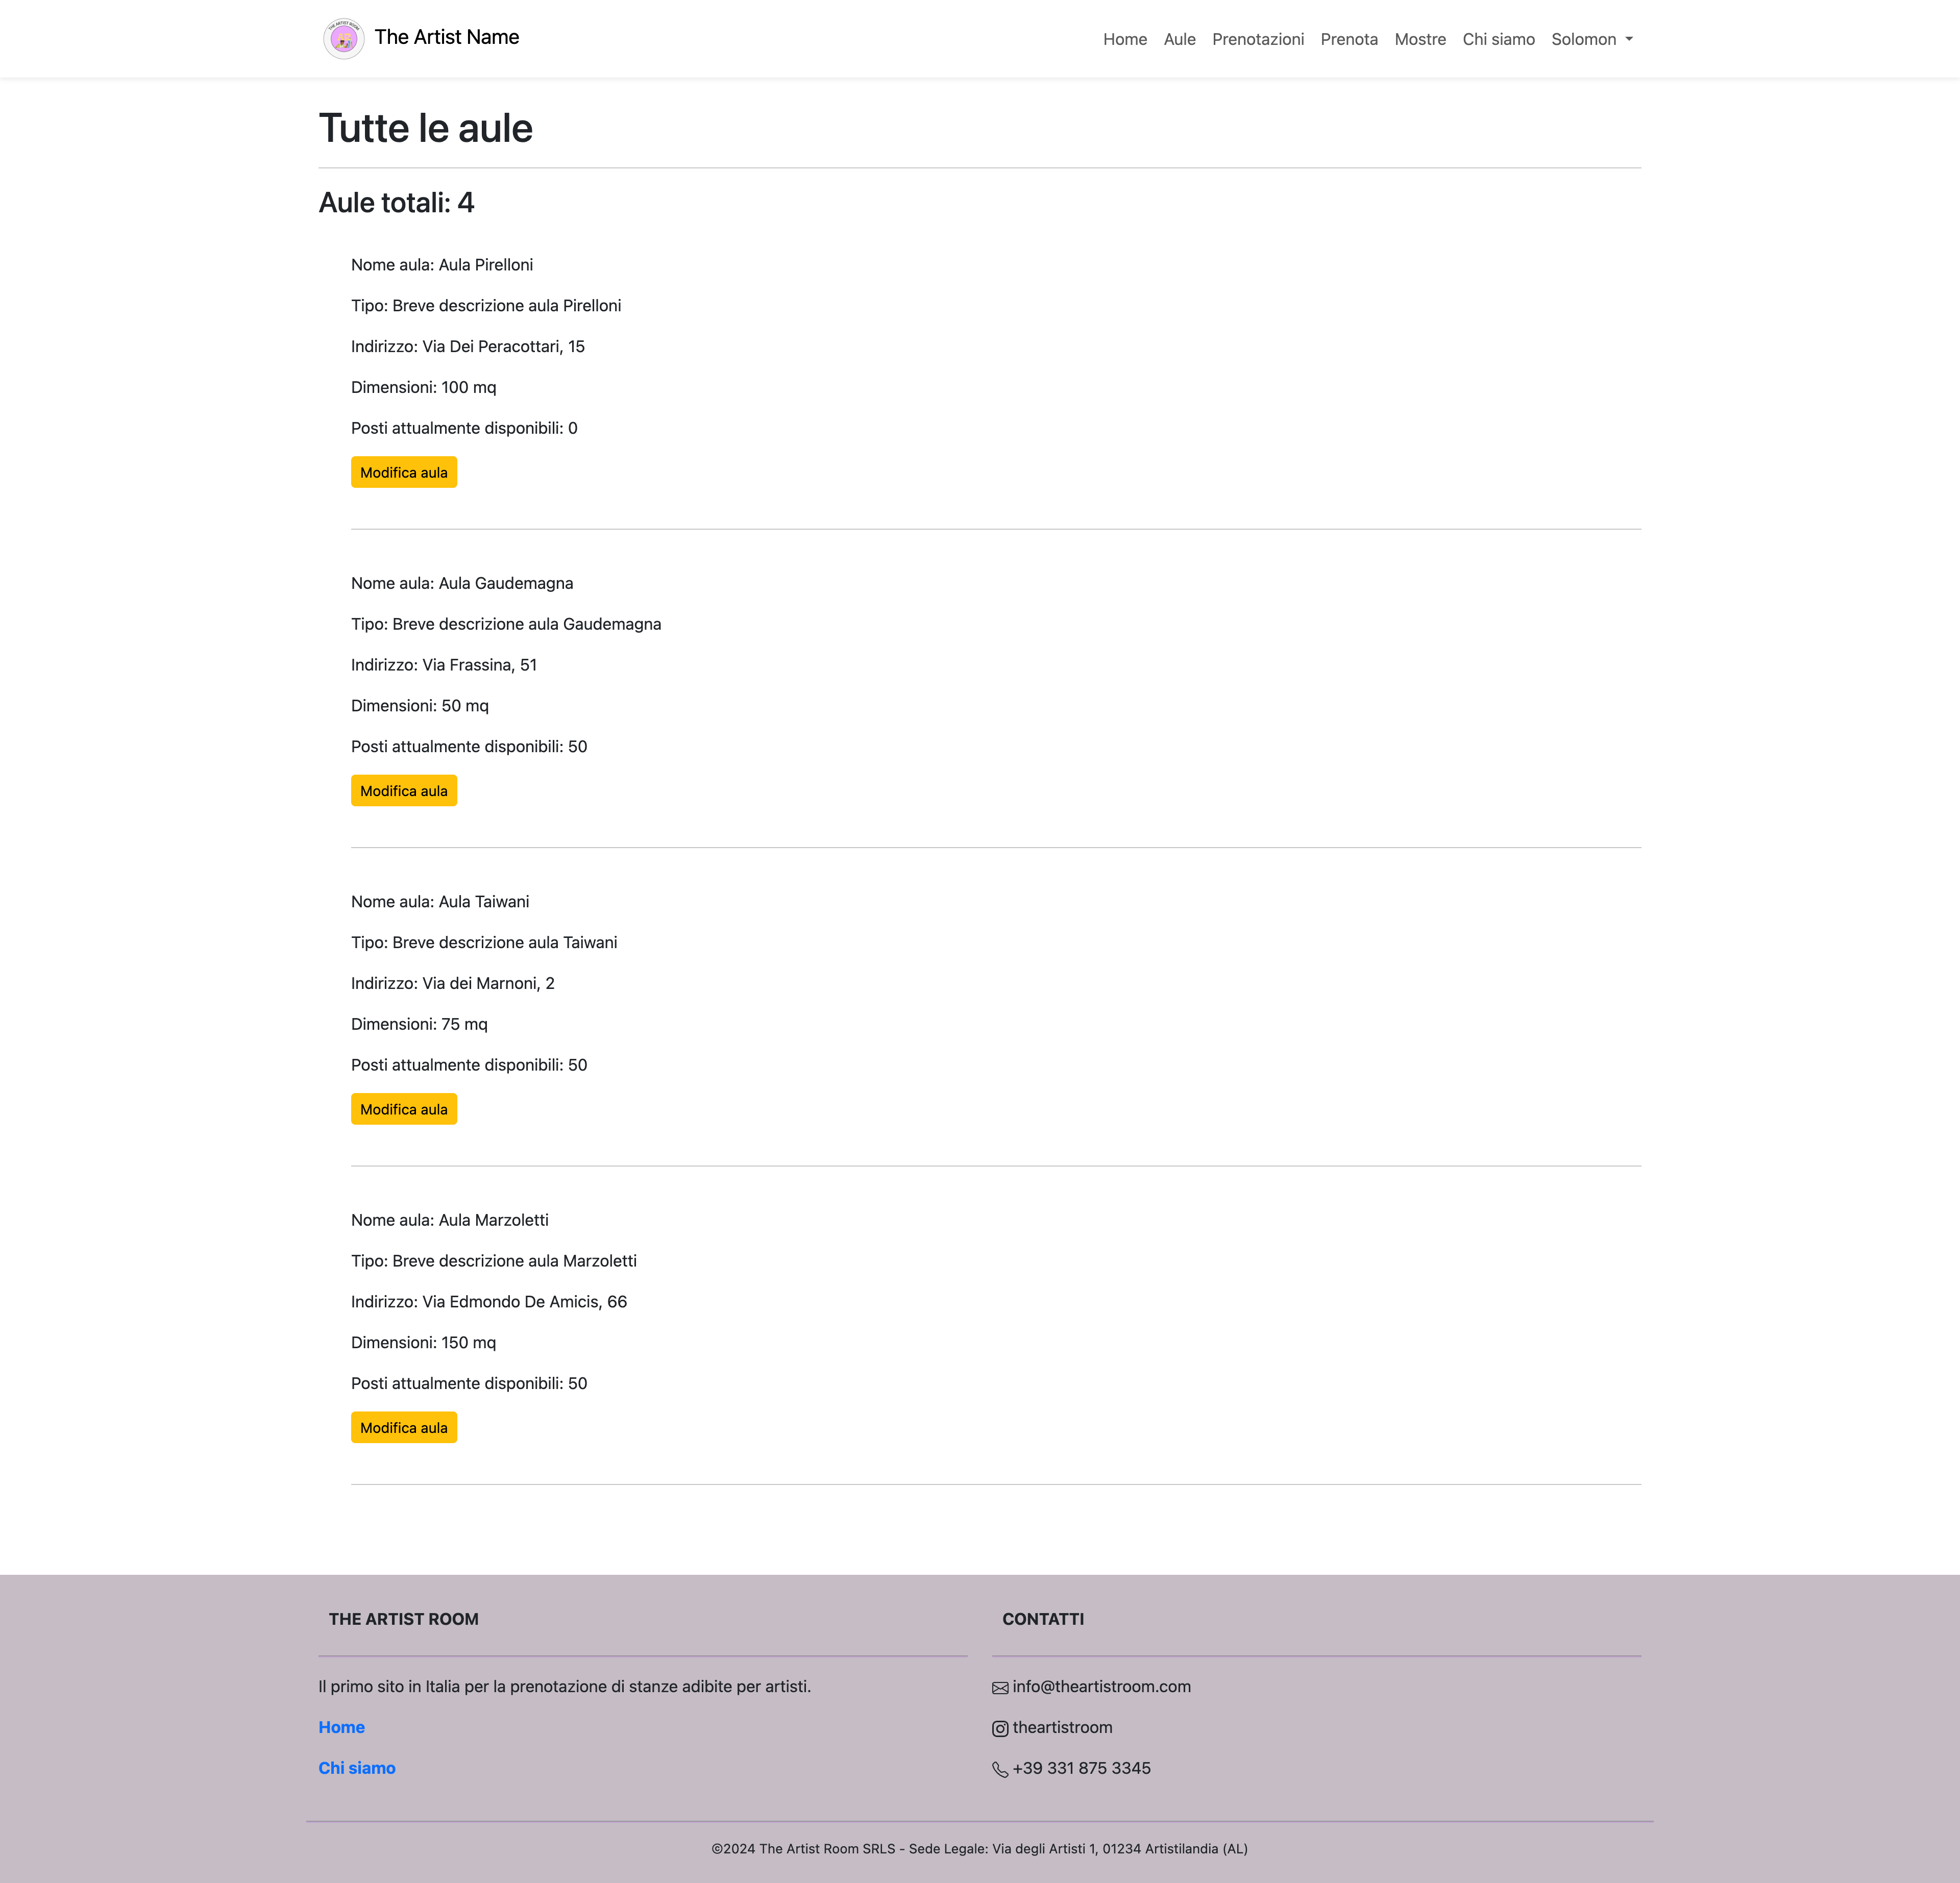 THE ARTIST ROOM
The Artist Name
Home Aule Prenotazioni Prenota Mostre Chi siamo Solomon
Tutte le aule
Aule totali: 4
Nome aula: Aula Pirelloni
Tipo: Breve descrizione aula Pirelloni
Indirizzo: Via Dei Peracottari, 15
Dimensioni: 100 mq
Posti attualmente disponibili: 0
Modifica aula
Nome aula: Aula Gaudemagna
Tipo: Breve descrizione aula Gaudemagna
Indirizzo: Via Frassina, 51
Dimensioni: 50 mq
Posti attualmente disponibili: 50
Modifica aula
Nome aula: Aula Taiwani
Tipo: Breve descrizione aula Taiwani
Indirizzo: Via dei Marnoni, 2
Dimensioni: 75 mq
Posti attualmente disponibili: 50
Modifica aula
Nome aula: Aula Marzoletti
Tipo: Breve descrizione aula Marzoletti
Indirizzo: Via Edmondo De Amicis, 66
Dimensioni: 150 mq
Posti attualmente disponibili: 50
Modifica aula
THE ARTIST ROOM
Il primo sito in Italia per la prenotazione di stanze adibite per artisti.
Home
Chi siamo
CONTATTI
info@theartistroom.com
theartistroom
+39 331 875 3345
©2024 The Artist Room SRLS - Sede Legale: Via degli Artisti 1, 01234 Artistilandia (AL)